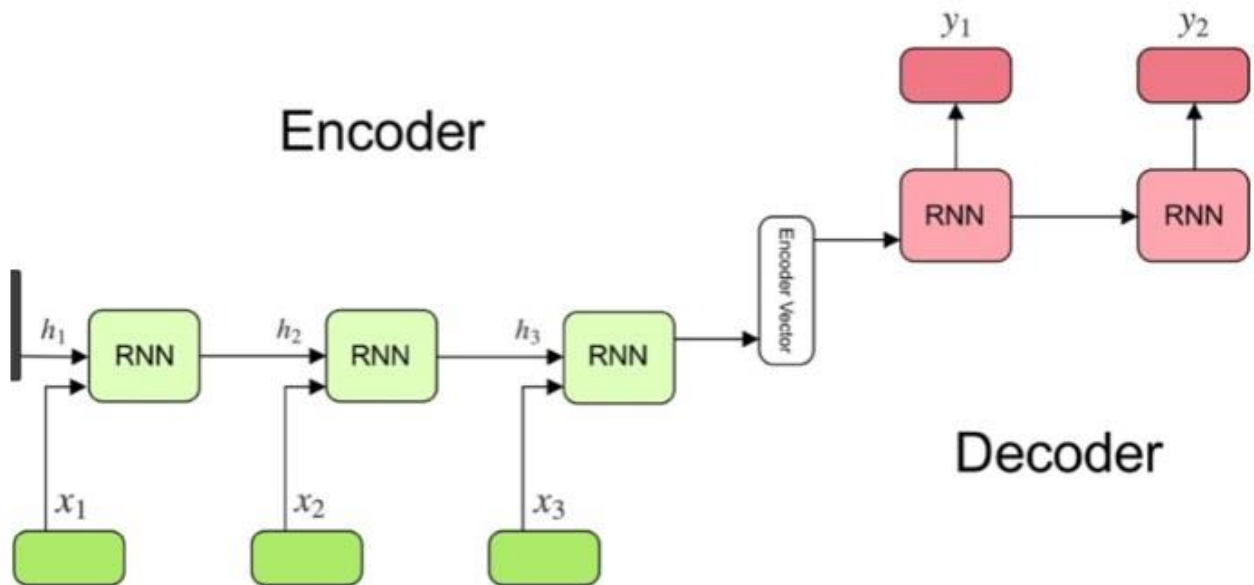 y₁
y₂
Encoder
RNN
RNN
Encoder Vector
h₁
RNN
h₂
RNN
h₃
RNN
Decoder
x₁
x₂
x₃